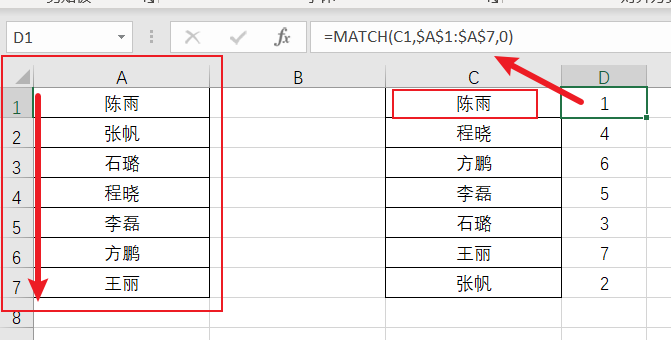 D1 fx =MATCH(C1,$A$1:$A$7,0)
A B C D
1 陈雨 陈雨 1
2 张帆 程晓 4
3 石璐 方鹏 6
4 程晓 李磊 5
5 李磊 石璐 3
6 方鹏 王丽 7
7 王丽 张帆 2
8